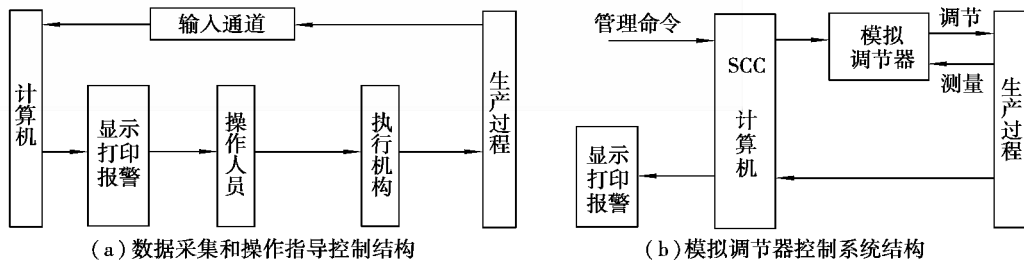 输入通道
计算机
显示
打印
报警
操作人员
执行机构
生产过程
(a)数据采集和操作指导控制结构
管理命令
SCC
计算机
模拟
调节器
调节
测量
生产过程
显示
打印
报警
(b)模拟调节器控制系统结构